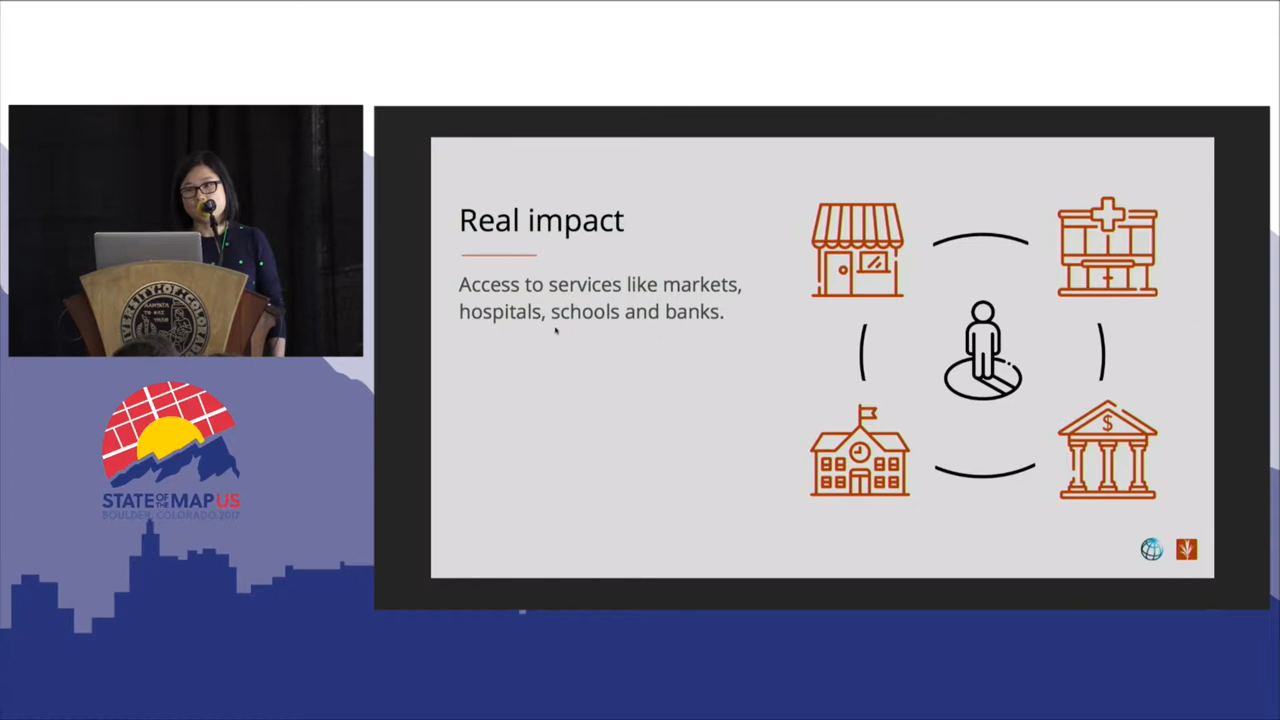 Real impact
Access to services like markets,
hospitals, schools and banks.
$
STATE OF THE MAP US
BOULDER, COLORADO 2017